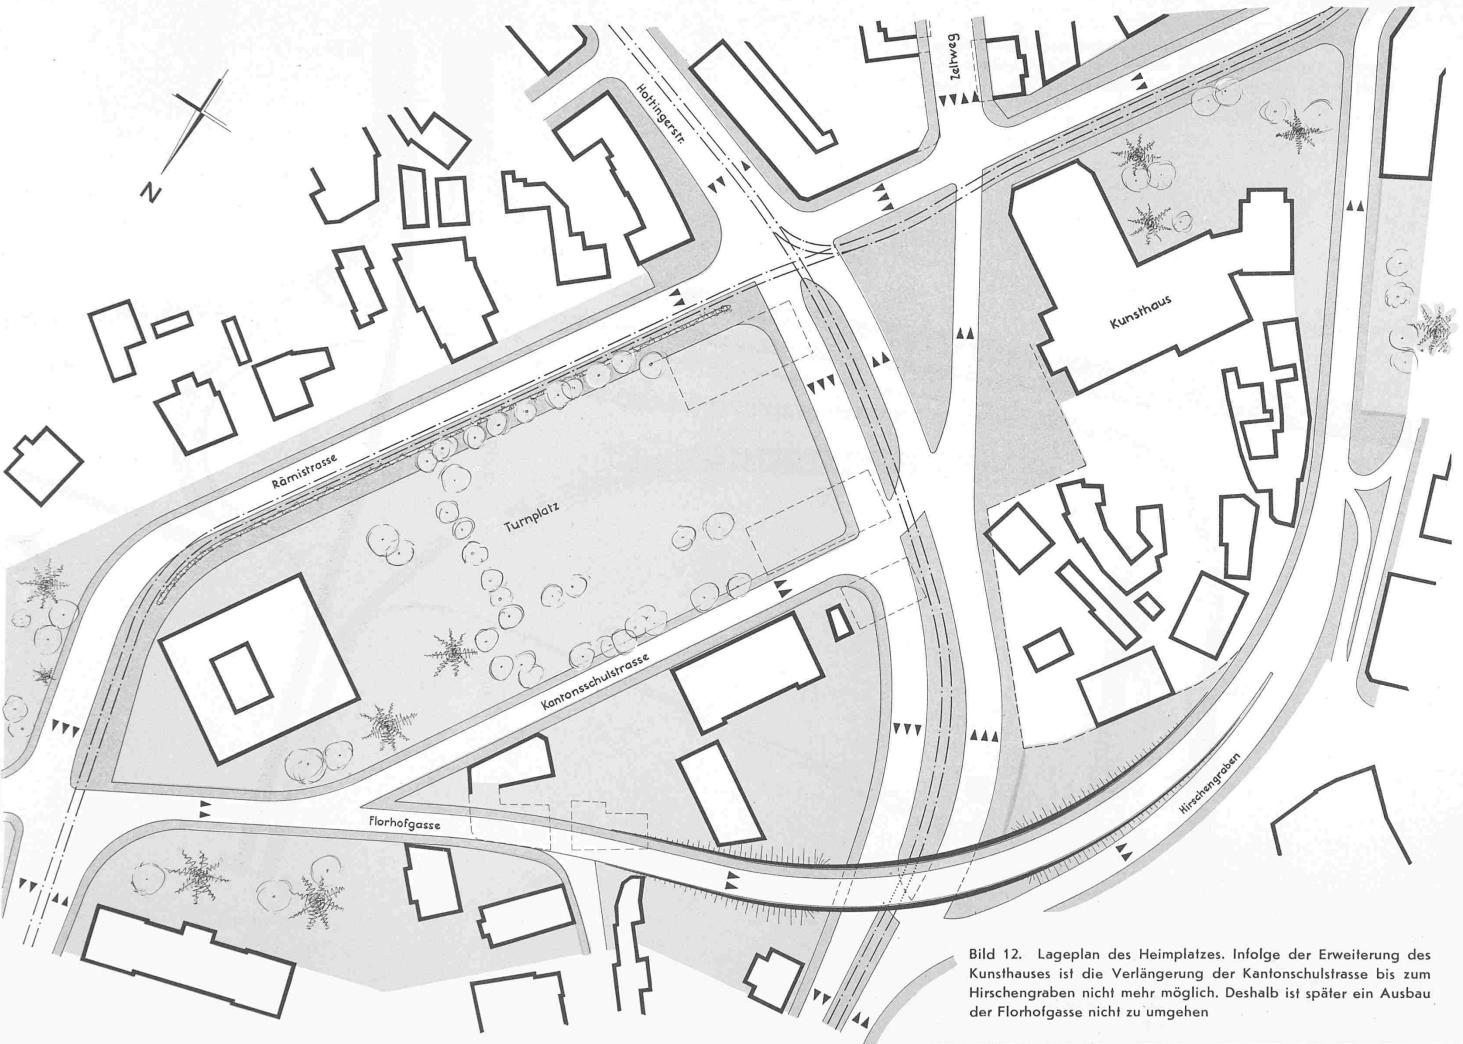 Zeltweg
Hottingerstr.
N
Kunsthaus
Rämistrasse
Turnplatz
Kantonsschulstrasse
Florhofgasse
Hirschengraben
Bild 12. Lageplan des Heimplatzes. Infolge der Erweiterung des
Kunsthauses ist die Verlängerung der Kantonschulstrasse bis zum
Hirschengraben nicht mehr möglich. Deshalb ist später ein Ausbau
der Florhofgasse nicht zu umgehen